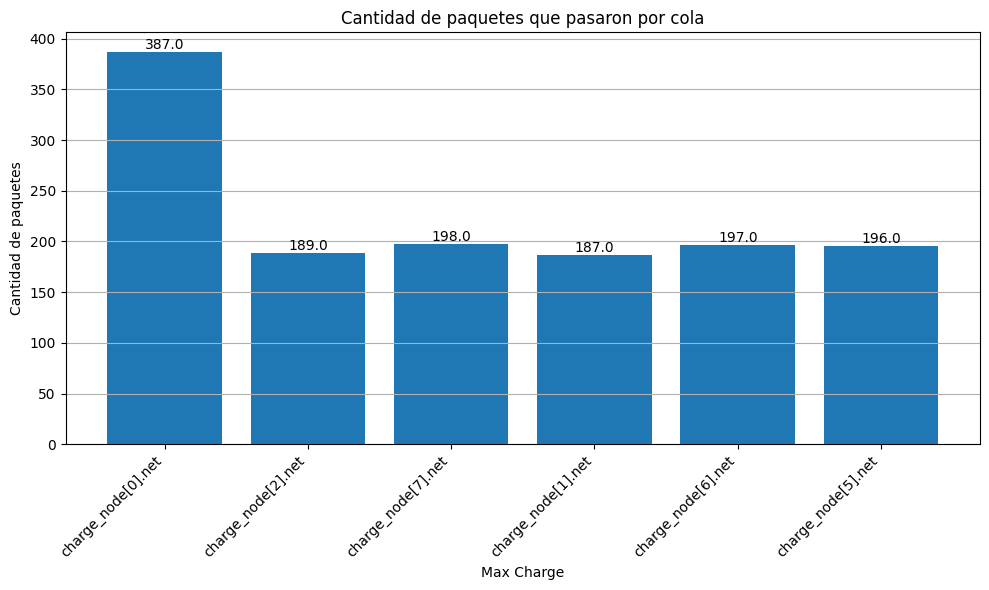 Cantidad de paquetes que pasaron por cola
Cantidad de paquetes
400
350
300
250
200
150
100
50
0
387.0
189.0
198.0
187.0
197.0
196.0
charge_node[0].net
charge_node[2].net
charge_node[7].net
charge_node[1].net
charge_node[6].net
charge_node[5].net
Max Charge